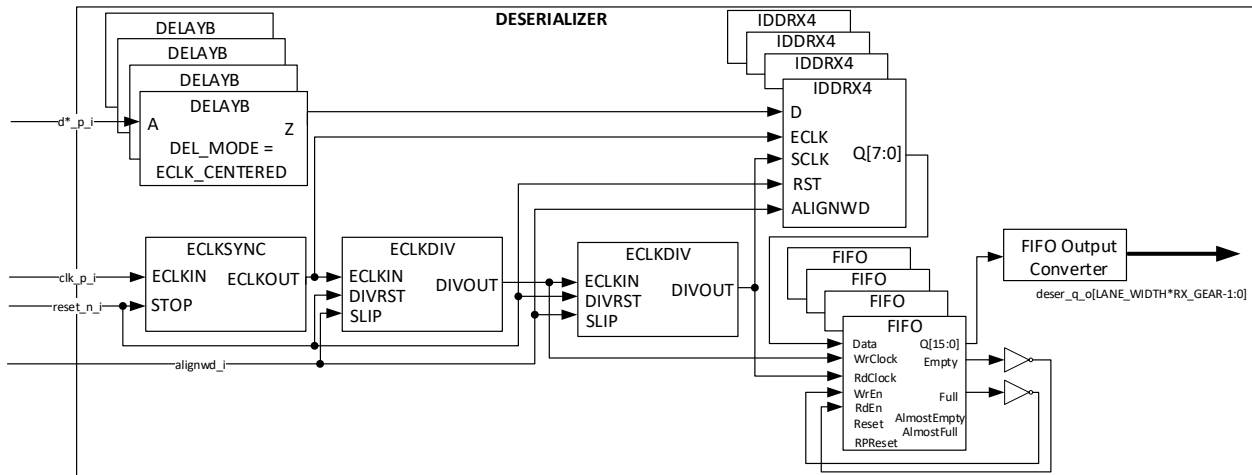 DESERIALIZER
DELAYB
DELAYB
DELAYB
DELAYB
A
Z
DEL_MODE =
ECLK_CENTERED
d*_p_i
IDDRX4
IDDRX4
IDDRX4
IDDRX4
D
ECLK
SCLK
RST
ALIGNWD
Q[7:0]
ECLKSYNC
ECLKIN
ECLKOUT
STOP
clk_p_i
reset_n_i
alignwd_i
ECLKDIV
ECLKIN
DIVRST
SLIP
DIVOUT
ECLKDIV
ECLKIN
DIVRST
SLIP
DIVOUT
FIFO
FIFO
FIFO
FIFO
Data
WrClock
RdClock
WrEn
RdEn
Reset
RPReset
Q[15:0]
Empty
Full
AlmostEmpty
AlmostFull
FIFO Output
Converter
deser_q_o[LANE_WIDTH*RX_GEAR-1:0]